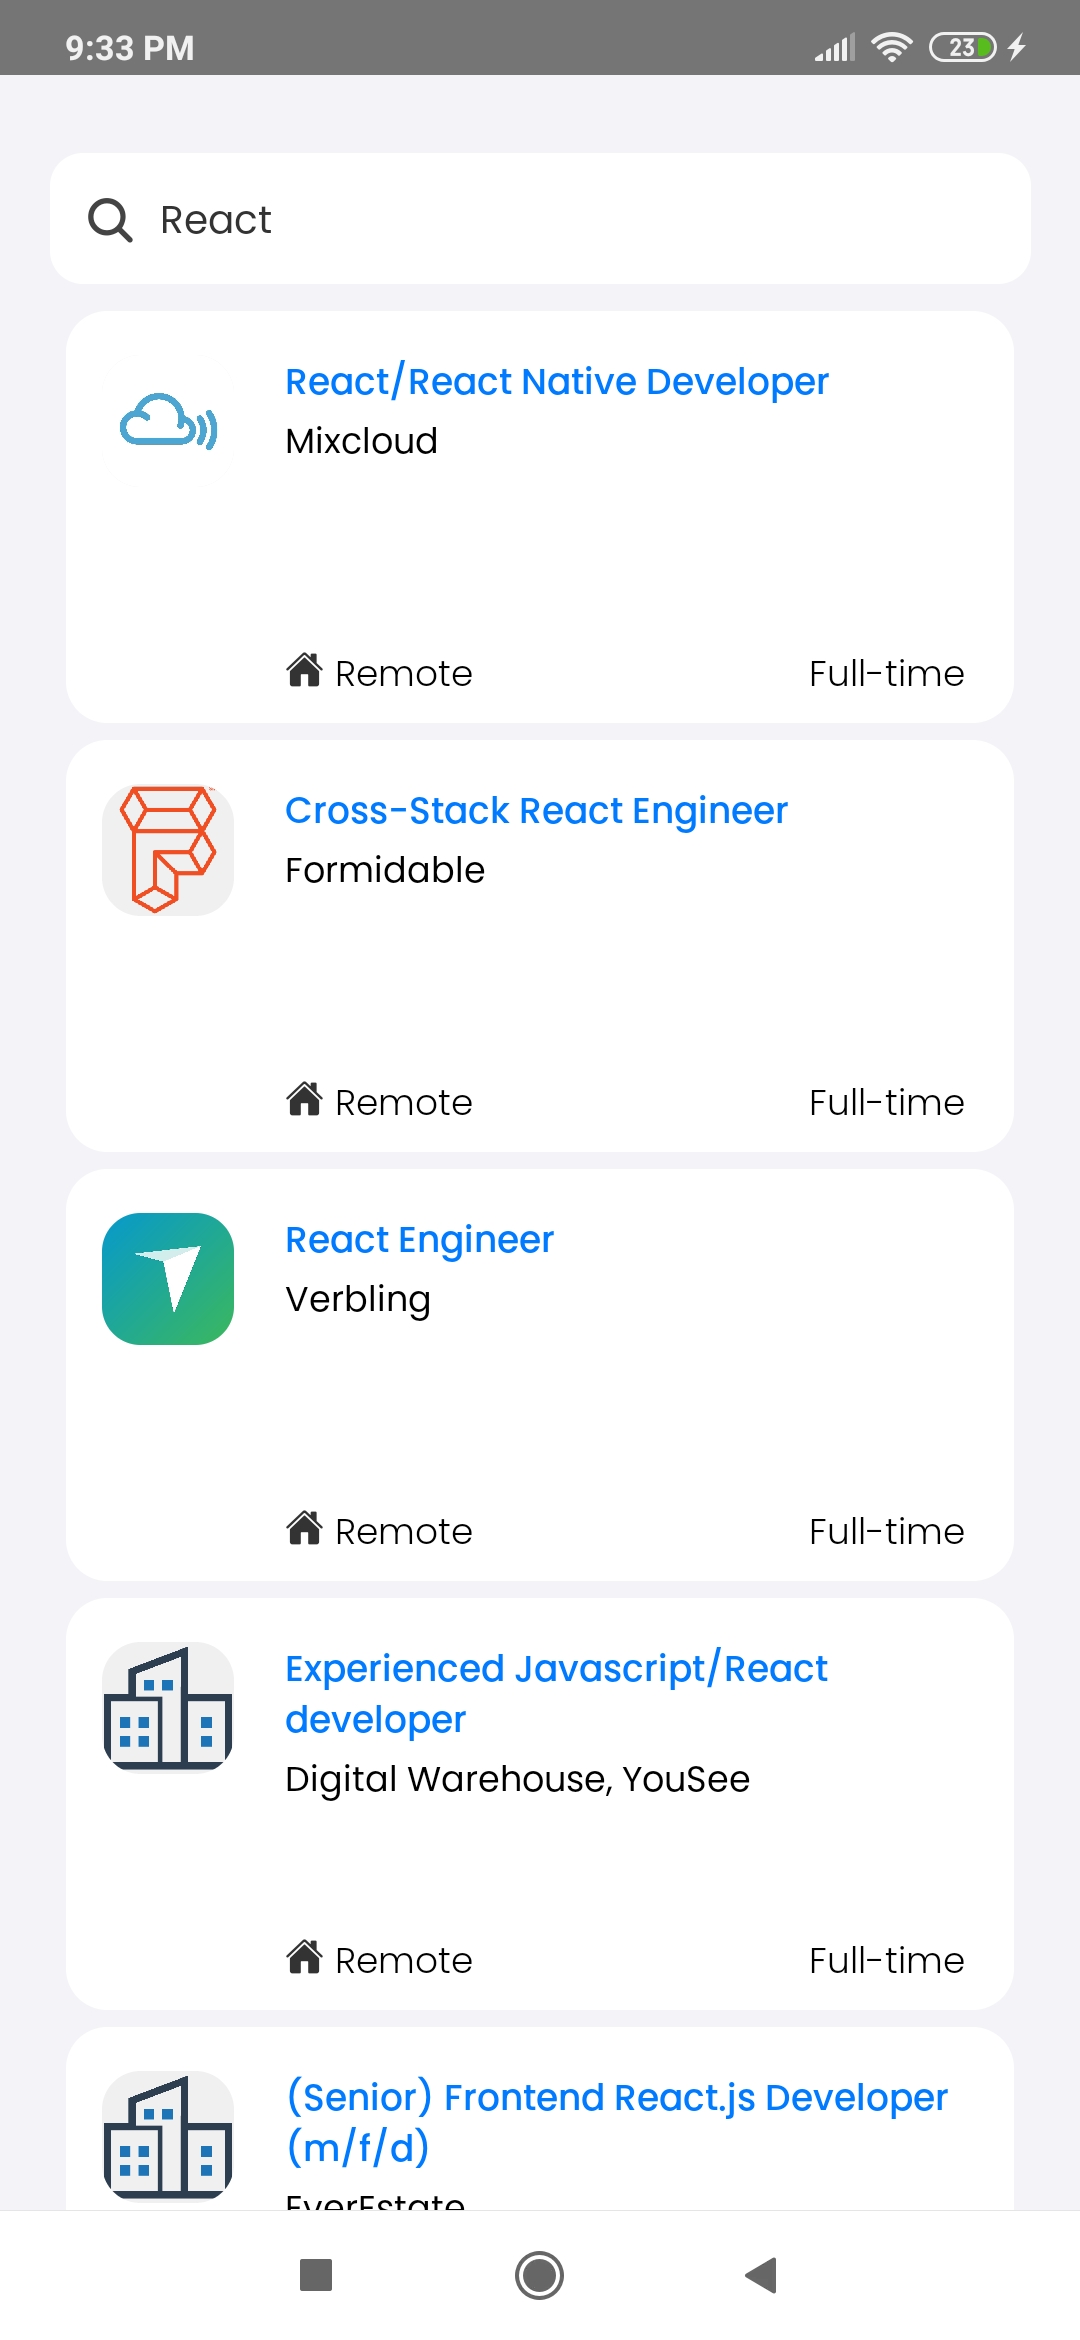 9:33 PM
23
React
React/React Native Developer
Mixcloud
Remote
Full-time
Cross-Stack React Engineer
Formidable
Remote
Full-time
React Engineer
Verbling
Remote
Full-time
Experienced Javascript/React
developer
Digital Warehouse, YouSee
Remote
Full-time
(Senior) Frontend React.js Developer
(m/f/d)
EverEstate